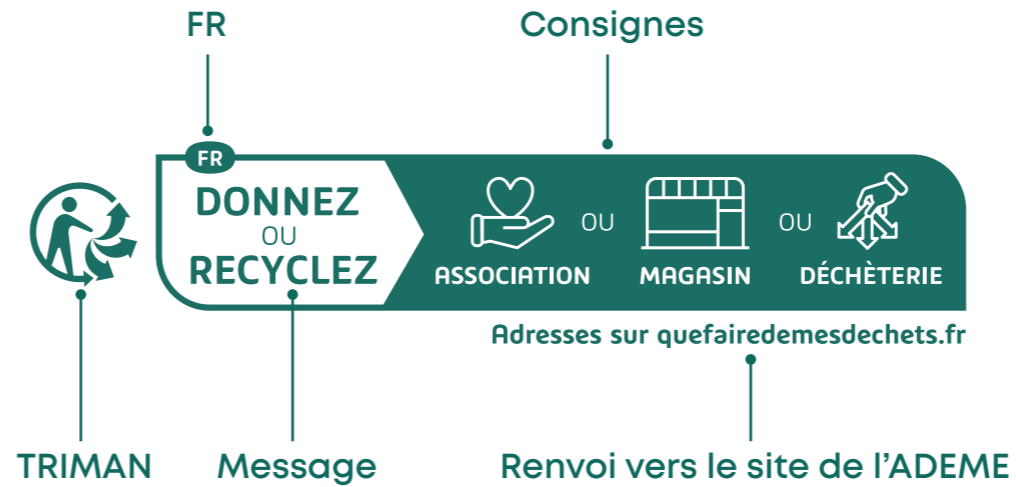 FR
Consignes
FR
DONNEZ
OU
RECYCLEZ
ASSOCIATION
OU
MAGASIN
OU
DÉCHÈTERIE
Adresses sur quefairedemesdechets.fr
TRIMAN
Message
Renvoi vers le site de l'ADEME